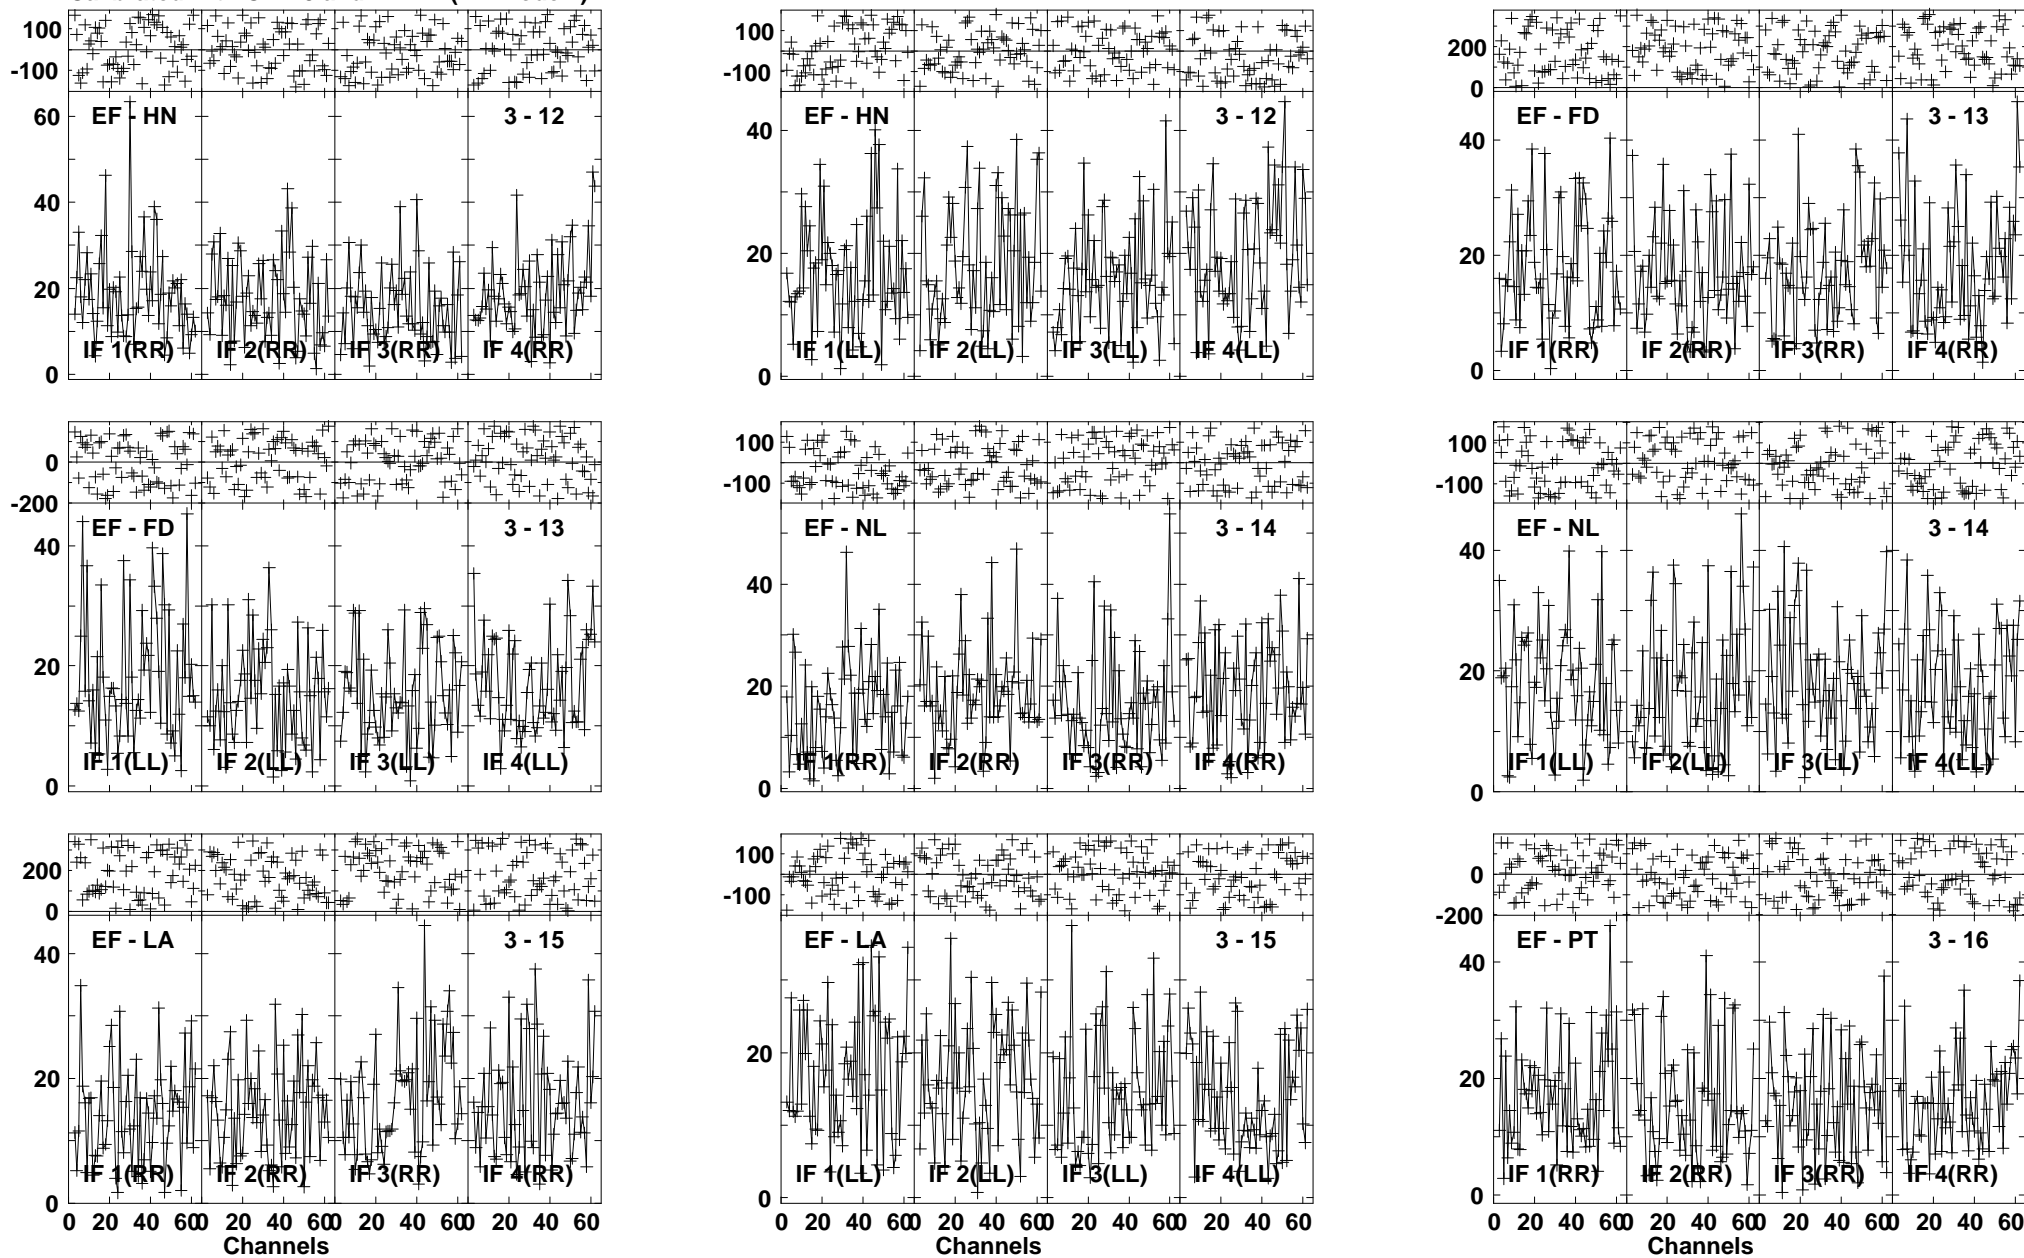 100 100 200
-100 -100 0
60 EF - HN 3 - 12 40 EF - HN 3 - 12 40 EF - FD 3 - 13
40
20 20 20
IF 1(RR) IF 2(RR) IF 3(RR) IF 4(RR) IF 1(LL) IF 2(LL) IF 3(LL) IF 4(LL) IF 1(RR) IF 2(RR) IF 3(RR) IF 4(RR)
0 0 0
0 100 100
-200 -100 -100
40 EF - FD 3 - 13 40 EF - NL 3 - 14 40 EF - NL 3 - 14
20 20 20
IF 1(LL) IF 2(LL) IF 3(LL) IF 4(LL) IF 1(RR) IF 2(RR) IF 3(RR) IF 4(RR) IF 1(LL) IF 2(LL) IF 3(LL) IF 4(LL)
0 0 0
200 100 0
0 -100 -200
40 EF - LA 3 - 15 EF - LA 3 - 15 40 EF - PT 3 - 16
20 20 20
IF 1(RR) IF 2(RR) IF 3(RR) IF 4(RR) IF 1(LL) IF 2(LL) IF 3(LL) IF 4(LL) IF 1(RR) IF 2(RR) IF 3(RR) IF 4(RR)
0 0 0
0 20 40 60 0 20 40 60 0 20 40 60 0 20 40 60 0 20 40 60 0 20 40 60 0 20 40 60 0 20 40 60 0 20 40 60 0 20 40 60 0 20 40 60 0 20 40 60
Channels Channels Channels